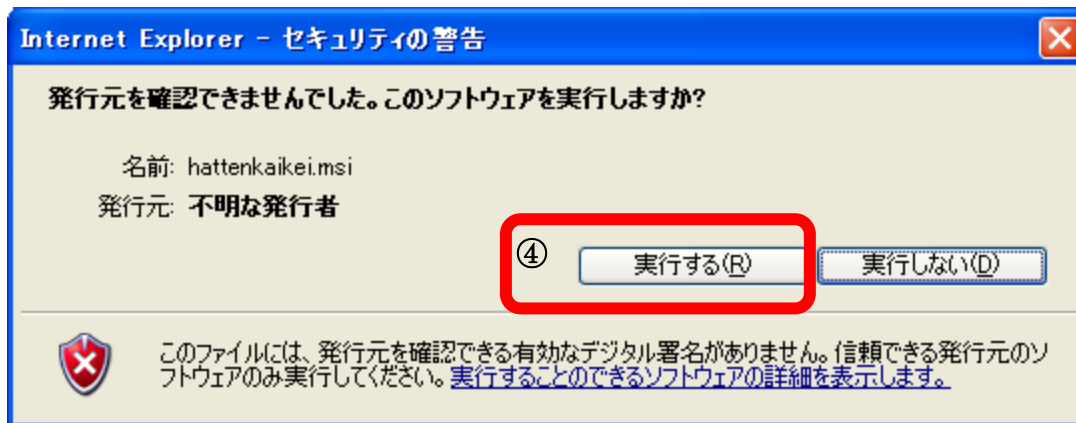 Internet Explorer - セキュリティの警告
発行元を確認できませんでした。このソフトウェアを実行しますか?
名前: hattenkaikei.msi
発行元: 不明な発行者
④ 実行する(R) 実行しない(D)
このファイルには、発行元を確認できる有効なデジタル署名がありません。信頼できる発行元のソ
フトウェアのみ実行してください。実行することのできるソフトウェアの詳細を表示します。